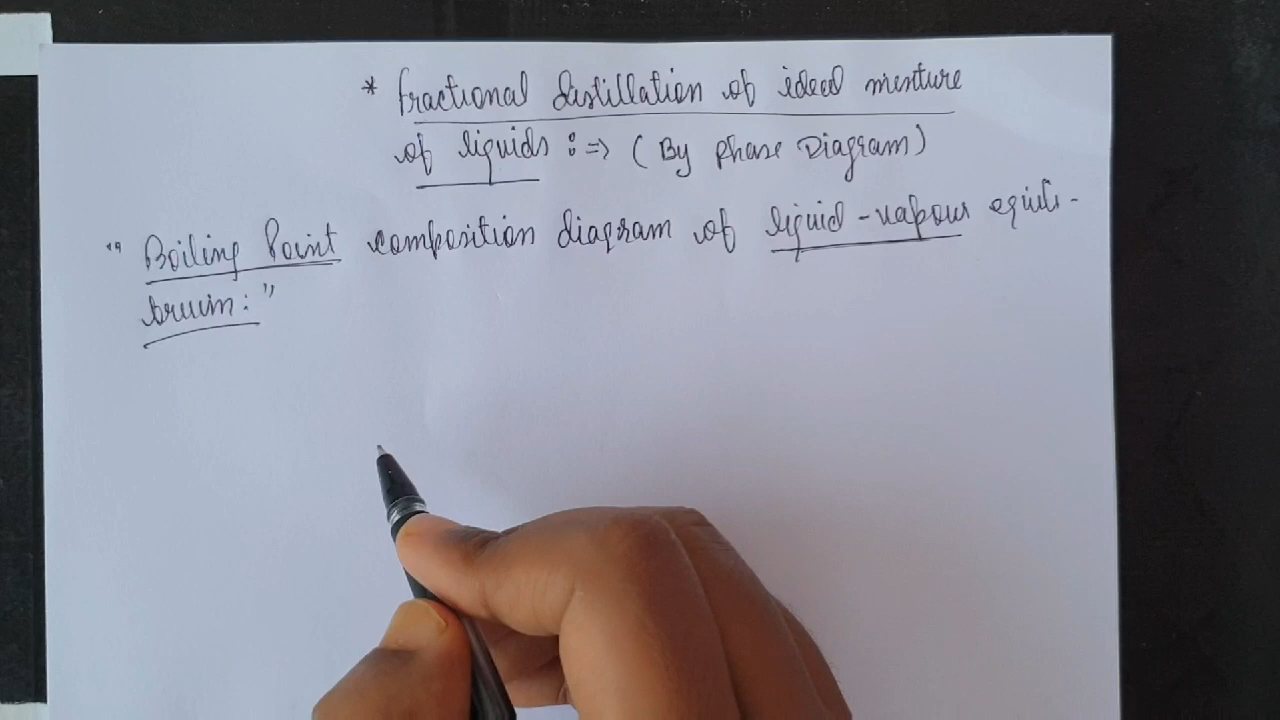 * fractional distillation of ideal mixture
of liquids :⇒ (By Phase Diagram)
" Boiling Point composition diagram of liquid - vapour equili -
brium : "